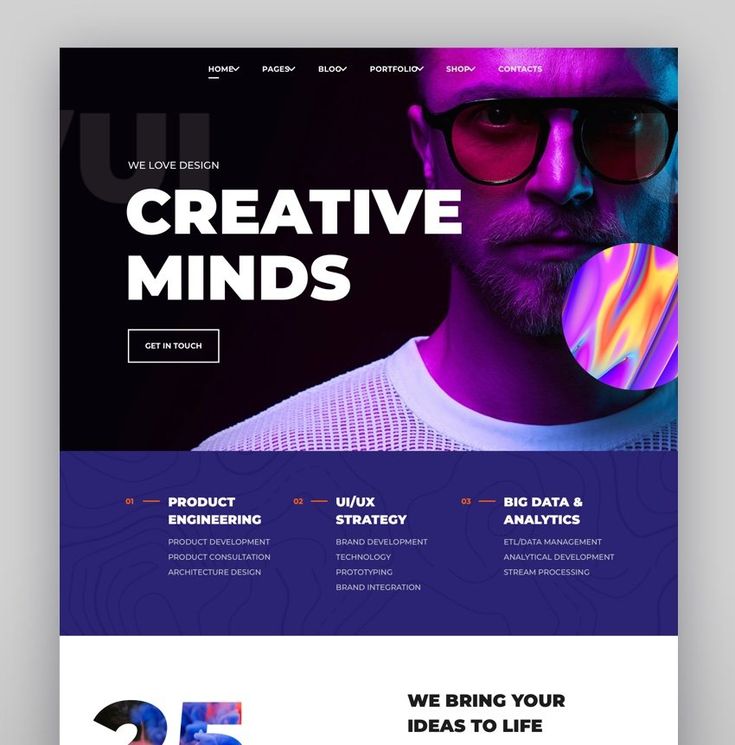 HOME PAGES BLOG PORTFOLIO SHOP CONTACTS
WE LOVE DESIGN
CREATIVE
MINDS
GET IN TOUCH
01 PRODUCT
ENGINEERING
PRODUCT DEVELOPMENT
PRODUCT CONSULTATION
ARCHITECTURE DESIGN
02 UI/UX
STRATEGY
BRAND DEVELOPMENT
TECHNOLOGY
PROTOTYPING
BRAND INTEGRATION
03 BIG DATA &
ANALYTICS
ETL/DATA MANAGEMENT
ANALYTICAL DEVELOPMENT
STREAM PROCESSING
25
WE BRING YOUR
IDEAS TO LIFE